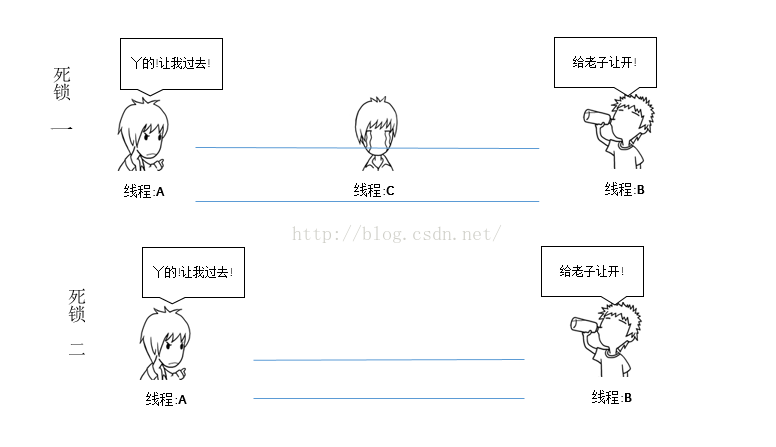 死锁 一
丫的!让我过去!
给老子让开!
线程:A
线程:C
线程:B
http://blog.csdn.net/
死锁 二
丫的!让我过去!
给老子让开!
线程:A
线程:B